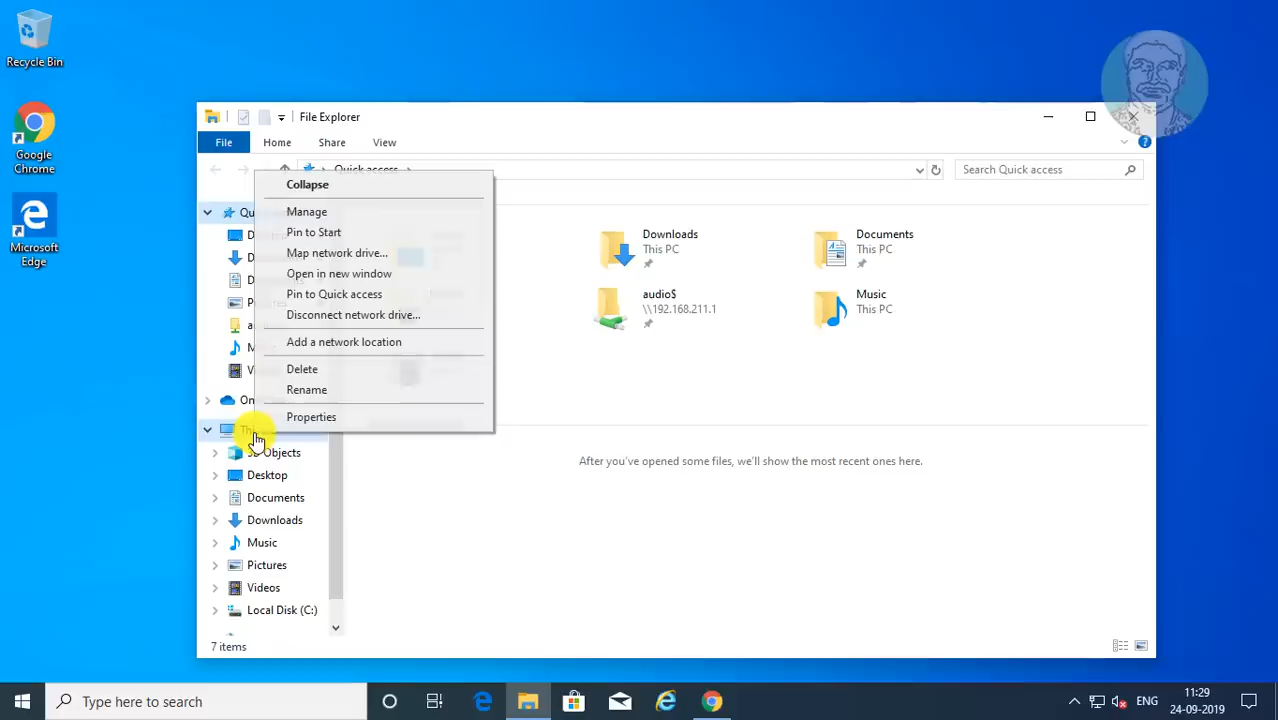 Recycle Bin
Google
Chrome
Microsoft
Edge
File Explorer
File
Home
Share
View
Quick access
Search Quick access
Collapse
Manage
Pin to Start
Map network drive...
Open in new window
Pin to Quick access
Disconnect network drive...
Add a network location
Delete
Rename
Properties
Downloads
This PC
Documents
This PC
audio$
\\192.168.211.1
Music
This PC
After you've opened some files, we'll show the most recent ones here.
Objects
Desktop
Documents
Downloads
Music
Pictures
Videos
Local Disk (C:)
7 items
Type here to search
ENG
11:29
24-09-2019